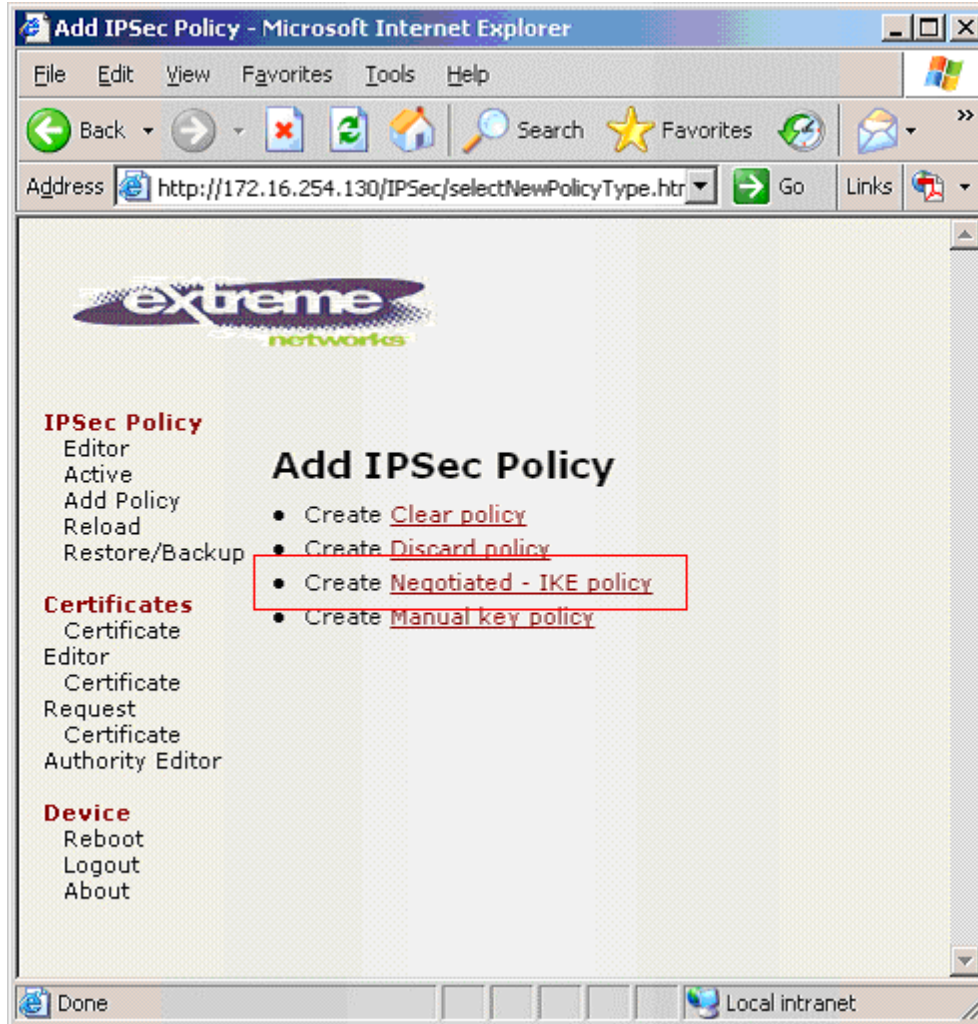 Add IPSec Policy - Microsoft Internet Explorer
File Edit View Favorites Tools Help
Back Search Favorites »
Address http://172.16.254.130/IPSec/selectNewPolicyType.htr Go Links
extreme
networks
IPSec Policy
Editor
Active
Add Policy
Reload
Restore/Backup
Certificates
Certificate
Editor
Certificate
Request
Certificate
Authority Editor
Device
Reboot
Logout
About
Add IPSec Policy
• Create Clear policy
• Create Discard policy
• Create Negotiated - IKE policy
• Create Manual key policy
Done Local intranet